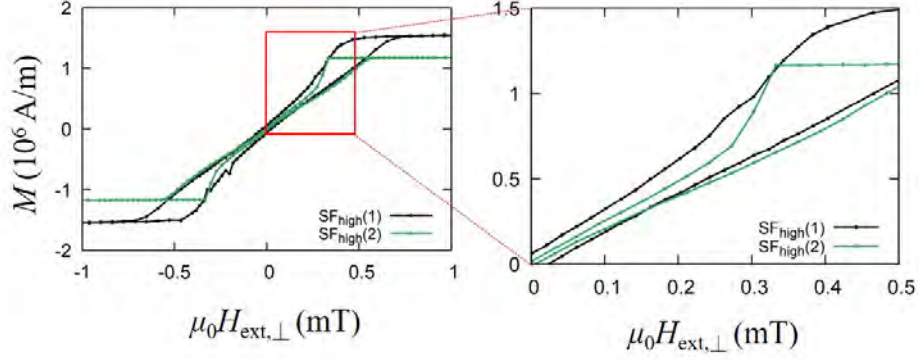 M (10⁶ A/m)
2
1
0
-1
-2
-1
-0.5
0
0.5
1
SFhigh(1)
SFhigh(2)
μ₀Hext,⊥ (mT)
1.5
1
0.5
0
0
0.1
0.2
0.3
0.4
0.5
SFhigh(1)
SFhigh(2)
μ₀Hext,⊥ (mT)